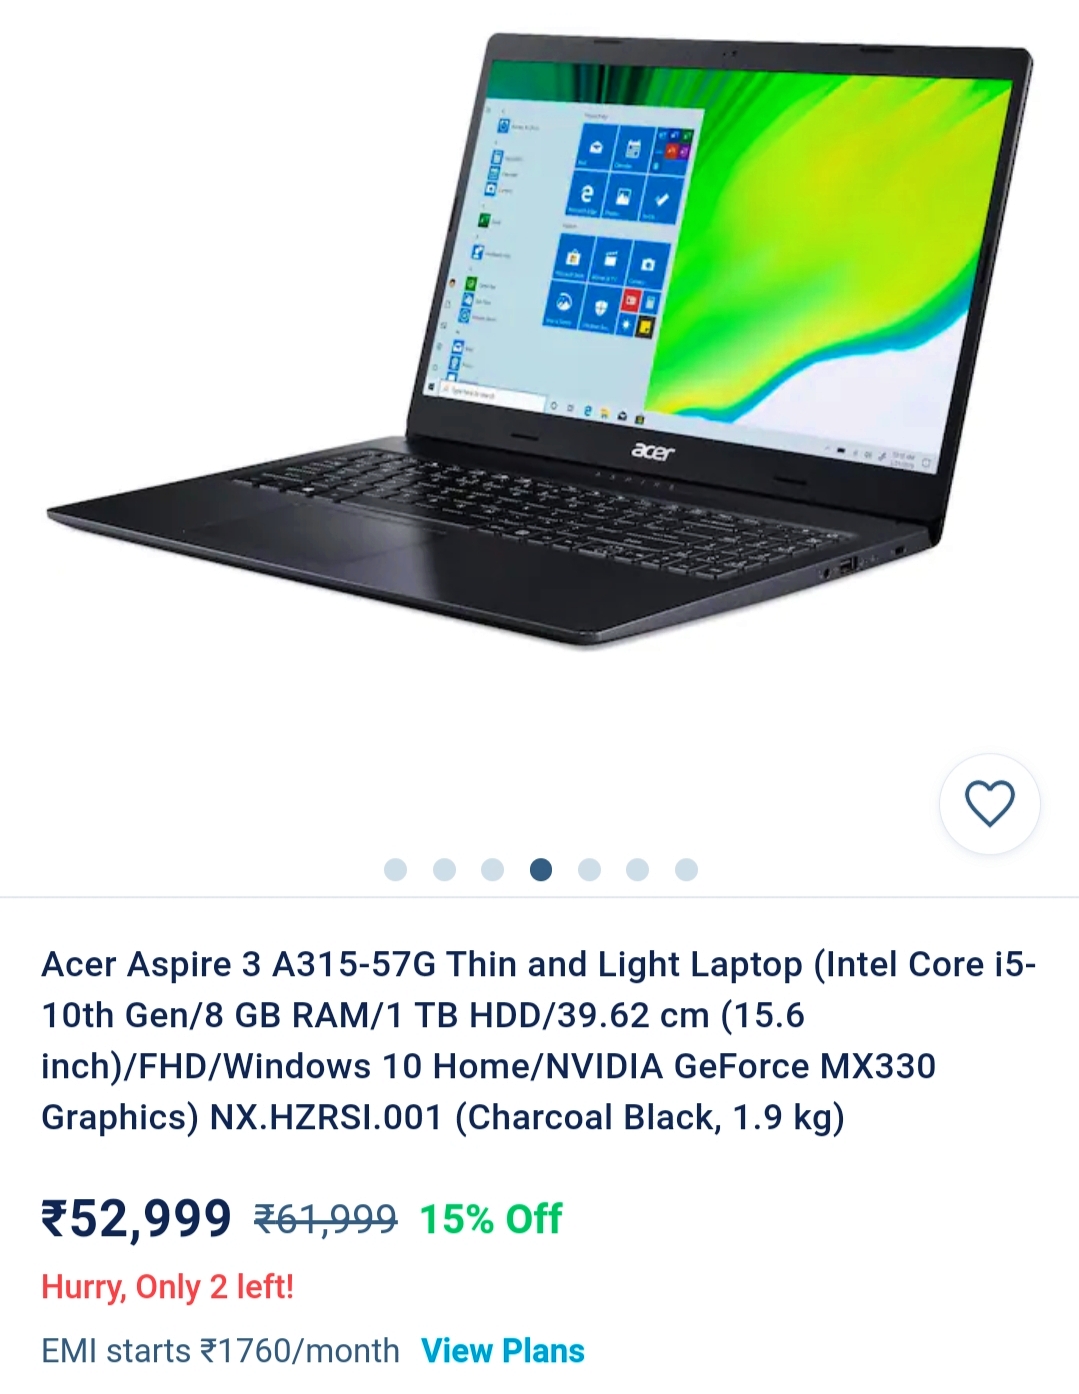 acer
Acer Aspire 3 A315-57G Thin and Light Laptop (Intel Core i5-
10th Gen/8 GB RAM/1 TB HDD/39.62 cm (15.6
inch)/FHD/Windows 10 Home/NVIDIA GeForce MX330
Graphics) NX.HZRSI.001 (Charcoal Black, 1.9 kg)
₹52,999 ₹61,999 15% Off
Hurry, Only 2 left!
EMI starts ₹1760/month View Plans